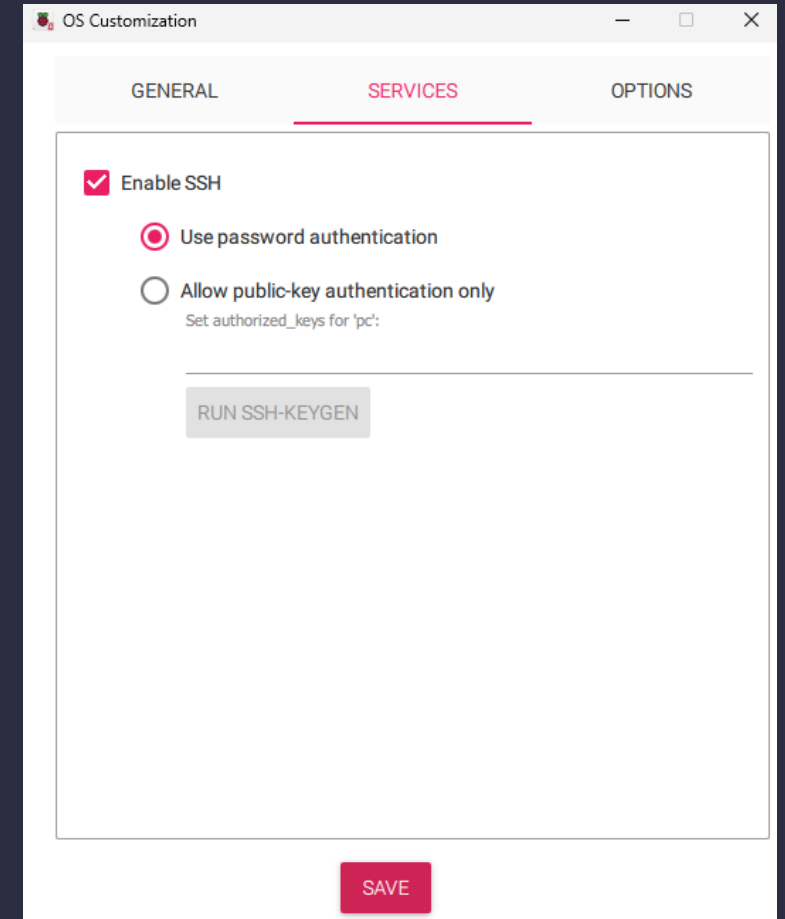 OS Customization
GENERAL SERVICES OPTIONS
Enable SSH
Use password authentication
Allow public-key authentication only
Set authorized_keys for 'pc':
RUN SSH-KEYGEN
SAVE